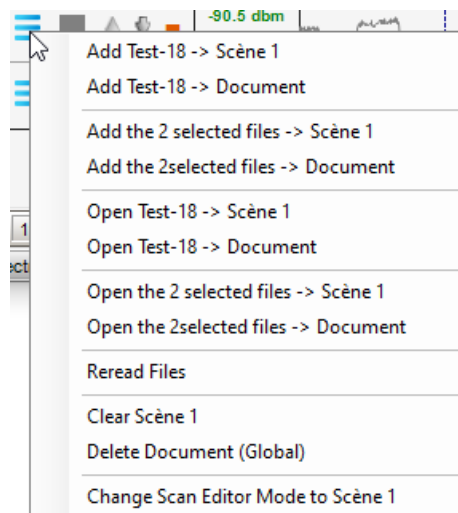 -90.5 dbm
Add Test-18 -> Scène 1
Add Test-18 -> Document
Add the 2 selected files -> Scène 1
Add the 2selected files -> Document
Open Test-18 -> Scène 1
1
Open Test-18 -> Document
ect
Open the 2 selected files -> Scène 1
Open the 2selected files -> Document
Reread Files
Clear Scène 1
Delete Document (Global)
Change Scan Editor Mode to Scène 1